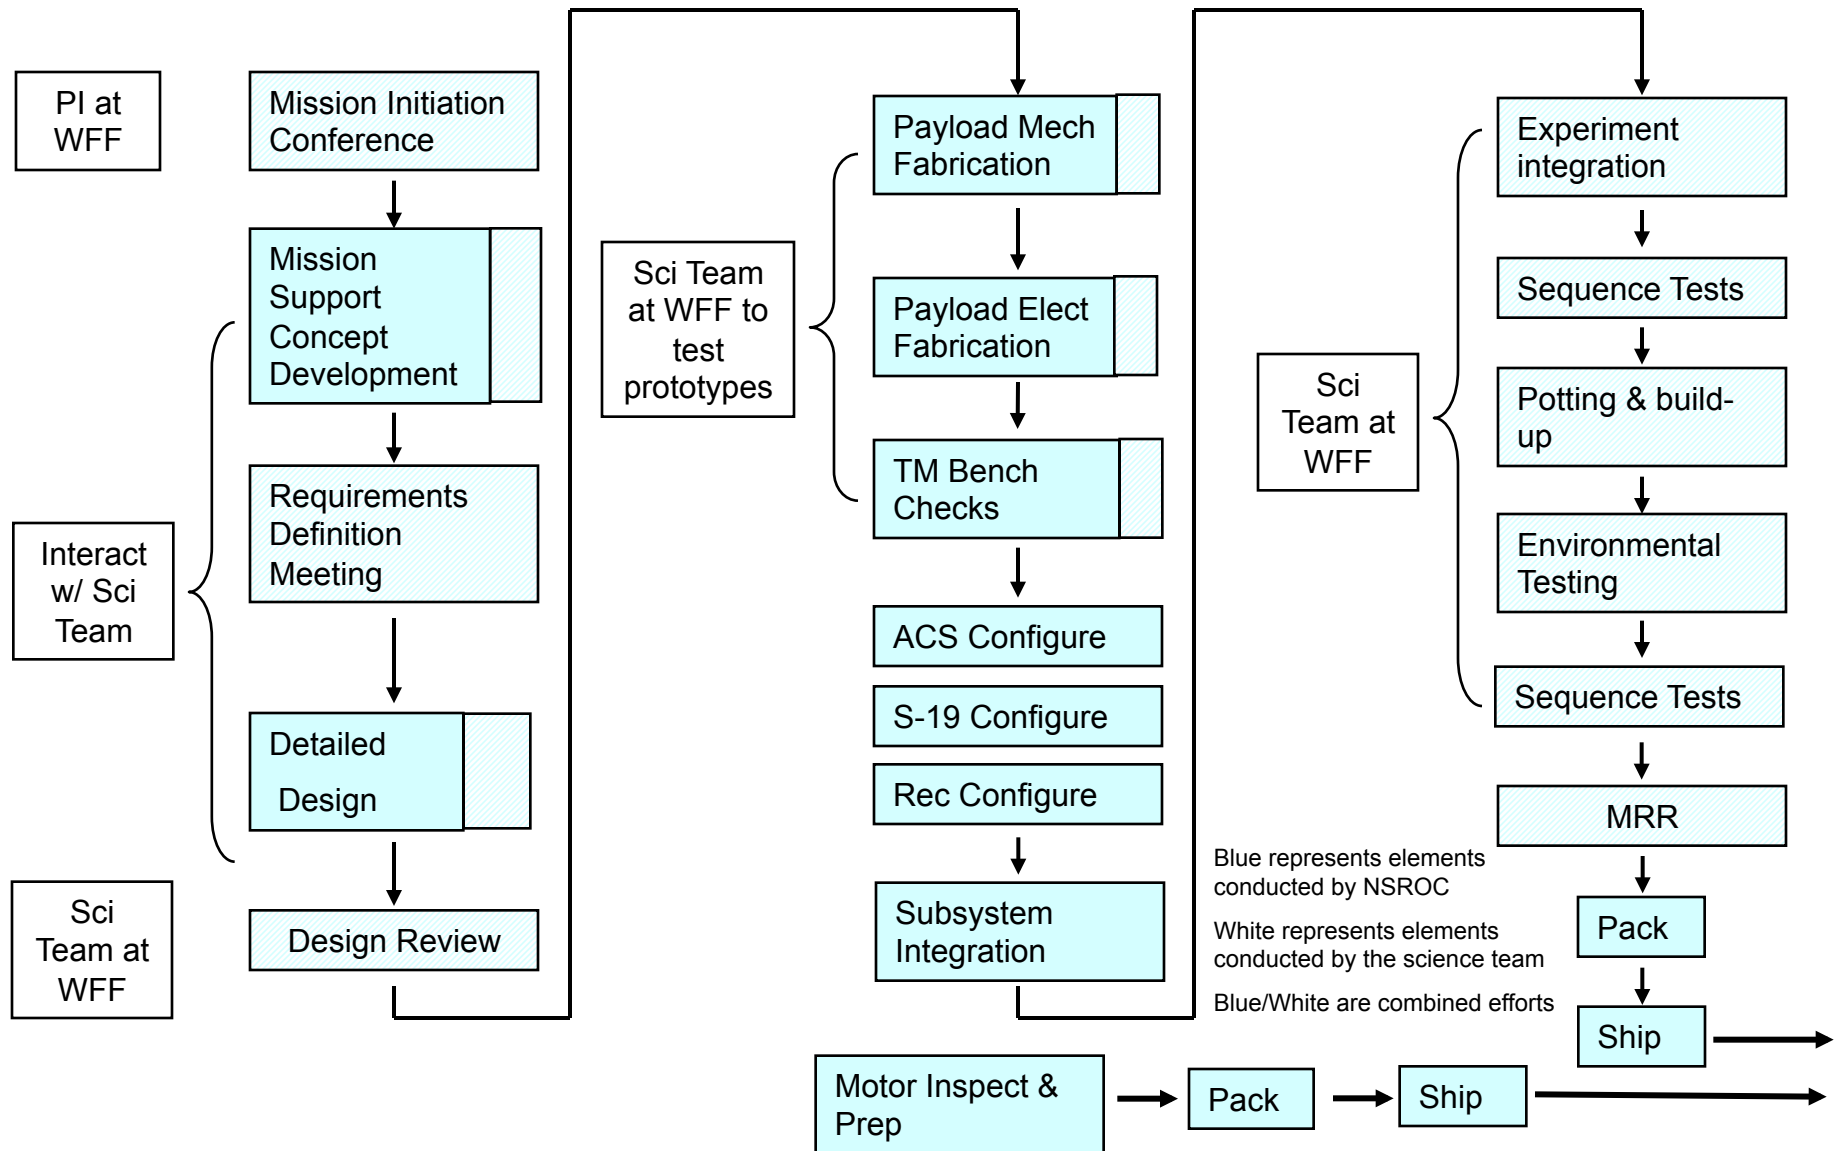 PI at
WFF
Mission Initiation
Conference
Mission
Support
Concept
Development
Interact
w/ Sci
Team
Requirements
Definition
Meeting
Detailed
Design
Sci
Team at
WFF
Design Review
Payload Mech
Fabrication
Sci Team
at WFF to
test
prototypes
Payload Elect
Fabrication
TM Bench
Checks
ACS Configure
S-19 Configure
Rec Configure
Subsystem
Integration
Experiment
integration
Sequence Tests
Sci
Team at
WFF
Potting & build-
up
Environmental
Testing
Sequence Tests
MRR
Blue represents elements
conducted by NSROC
White represents elements
conducted by the science team
Blue/White are combined efforts
Pack
Ship
Motor Inspect &
Prep
Pack
Ship